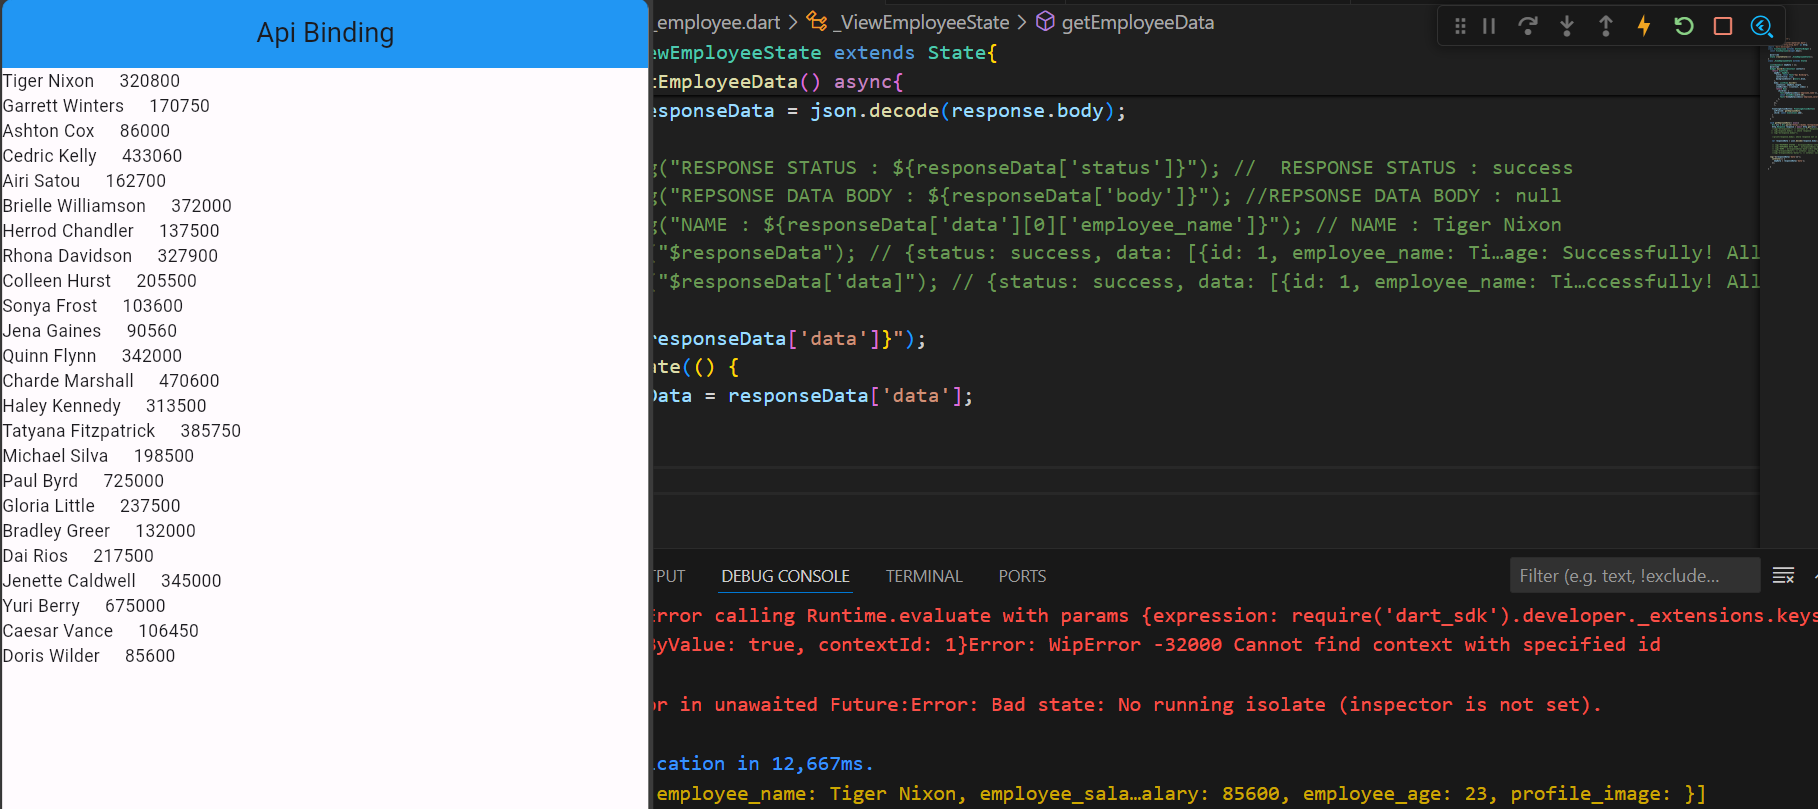 Api Binding
Tiger Nixon 320800
Garrett Winters 170750
Ashton Cox 86000
Cedric Kelly 433060
Airi Satou 162700
Brielle Williamson 372000
Herrod Chandler 137500
Rhona Davidson 327900
Colleen Hurst 205500
Sonya Frost 103600
Jena Gaines 90560
Quinn Flynn 342000
Charde Marshall 470600
Haley Kennedy 313500
Tatyana Fitzpatrick 385750
Michael Silva 198500
Paul Byrd 725000
Gloria Little 237500
Bradley Greer 132000
Dai Rios 217500
Jenette Caldwell 345000
Yuri Berry 675000
Caesar Vance 106450
Doris Wilder 85600
_employee.dart > _ViewEmployeeState > getEmployeeData
ewEmployeeState extends State{
tEmployeeData() async{
esponseData = json.decode(response.body);
g("RESPONSE STATUS : ${responseData['status']}"); //  RESPONSE STATUS : success
g("REPSONSE DATA BODY : ${responseData['body']}"); //REPSONSE DATA BODY : null
g("NAME : ${responseData['data'][0]['employee_name']}"); // NAME : Tiger Nixon
("$responseData"); // {status: success, data: [{id: 1, employee_name: Ti…age: Successfully! All
("$responseData['data]"); // {status: success, data: [{id: 1, employee_name: Ti…ccessfully! All
responseData['data']}");
ate(() {
Data = responseData['data'];
PUT DEBUG CONSOLE TERMINAL PORTS Filter (e.g. text, !exclude...
Error calling Runtime.evaluate with params {expression: require('dart_sdk').developer._extensions.keys
ByValue: true, contextId: 1}Error: WipError -32000 Cannot find context with specified id
or in unawaited Future:Error: Bad state: No running isolate (inspector is not set).
ication in 12,667ms.
employee_name: Tiger Nixon, employee_sala…alary: 85600, employee_age: 23, profile_image: }]